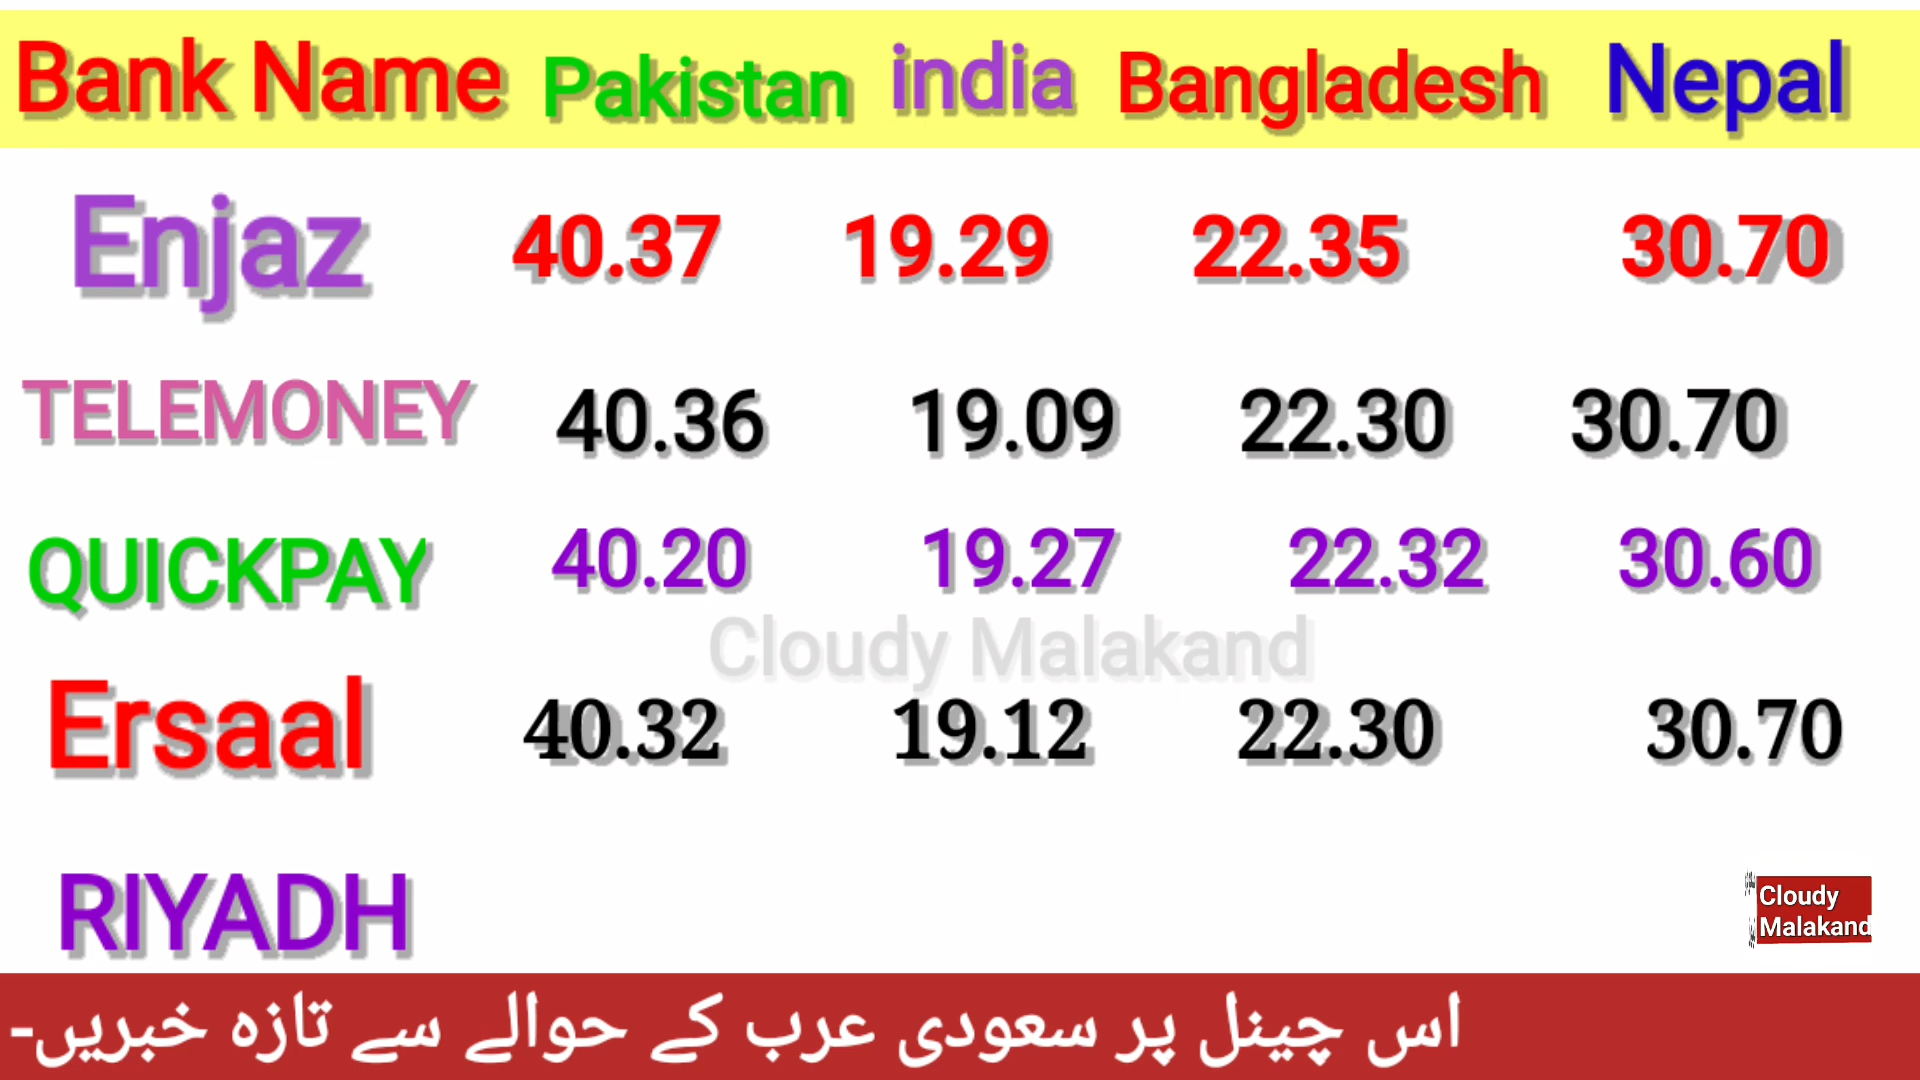 Bank Name Pakistan india Bangladesh Nepal
Enjaz 40.37 19.29 22.35 30.70
TELEMONEY 40.36 19.09 22.30 30.70
QUICKPAY 40.20 19.27 22.32 30.60
Cloudy Malakand
Ersaal 40.32 19.12 22.30 30.70
RIYADH
Cloudy
Malakand
اس چینل پر سعودی عرب کے حوالے سے تازہ خبریں-